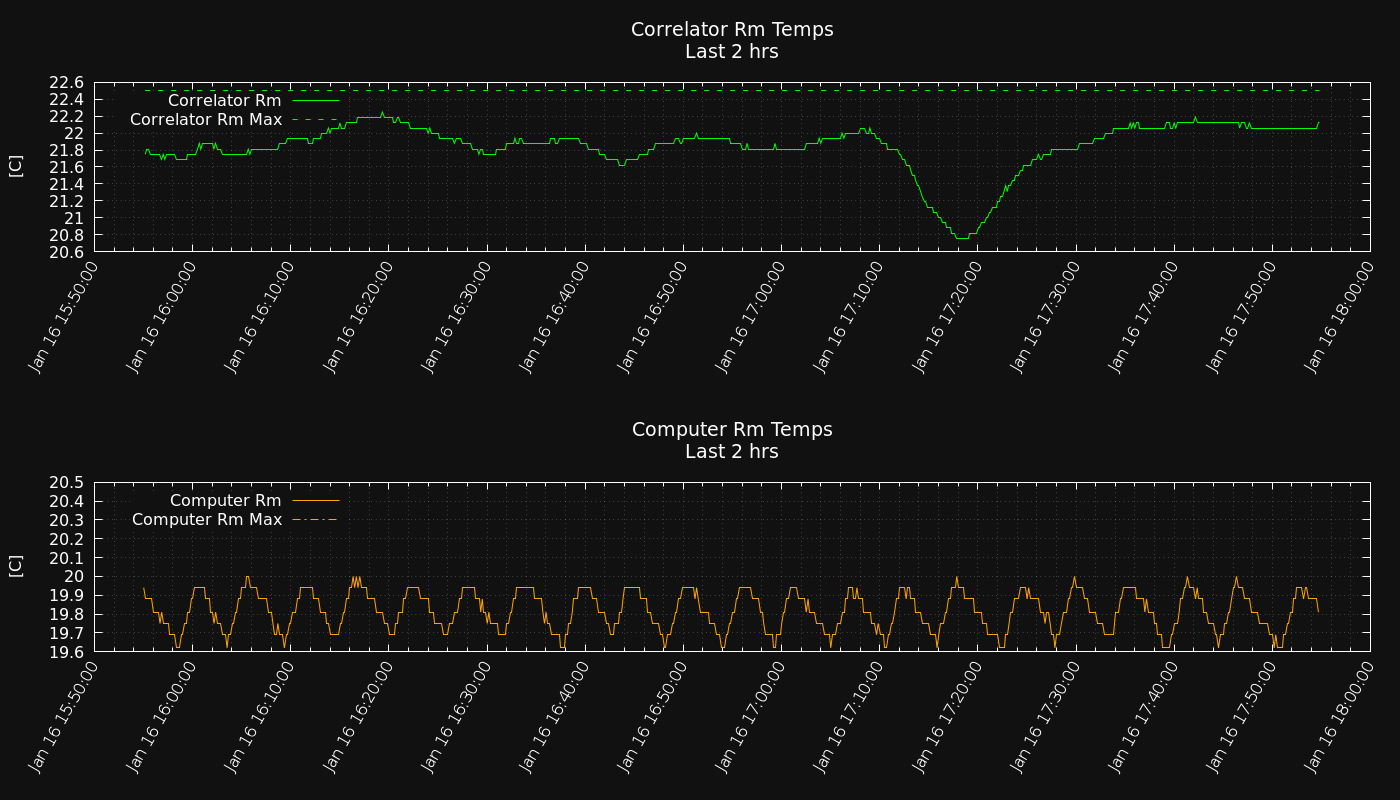 Correlator Rm Temps
Last 2 hrs
[C]
22.6
22.4
22.2
22
21.8
21.6
21.4
21.2
21
20.8
20.6
Correlator Rm
Correlator Rm Max
Jan 16 15:50:00
Jan 16 16:00:00
Jan 16 16:10:00
Jan 16 16:20:00
Jan 16 16:30:00
Jan 16 16:40:00
Jan 16 16:50:00
Jan 16 17:00:00
Jan 16 17:10:00
Jan 16 17:20:00
Jan 16 17:30:00
Jan 16 17:40:00
Jan 16 17:50:00
Jan 16 18:00:00
Computer Rm Temps
Last 2 hrs
[C]
20.5
20.4
20.3
20.2
20.1
20
19.9
19.8
19.7
19.6
Computer Rm
Computer Rm Max
Jan 16 15:50:00
Jan 16 16:00:00
Jan 16 16:10:00
Jan 16 16:20:00
Jan 16 16:30:00
Jan 16 16:40:00
Jan 16 16:50:00
Jan 16 17:00:00
Jan 16 17:10:00
Jan 16 17:20:00
Jan 16 17:30:00
Jan 16 17:40:00
Jan 16 17:50:00
Jan 16 18:00:00